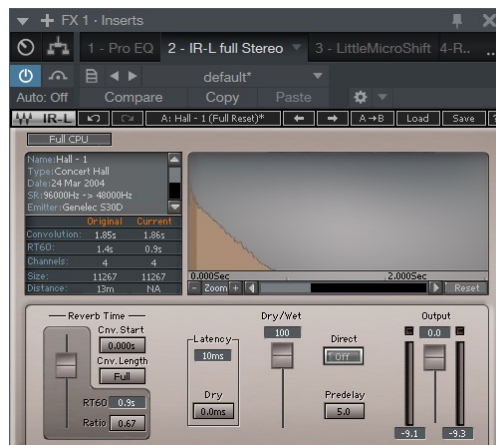 FX 1 · Inserts
1 - Pro EQ 2 - IR-L full Stereo 3 - LittleMicroShift 4-R..
default*
Auto: Off Compare Copy Paste
IR-L A: Hall - 1 (Full Reset)* A→B Load Save ?
Full CPU
Name:Hall - 1
Type:Concert Hall
Date:24 Mar 2004
SR:96000Hz -> 48000Hz
Emitter:Genelec S30D
Original Current
Convolution: 1.85s 1.86s
RT60: 1.4s 0.9s
Channels: 4 4
Size: 11267 11267
Distance: 13m NA
0.000Sec 2.000Sec
- Zoom + Reset
Reverb Time
Cnv.Start
0.000s
Cnv.Length
Full
RT60 0.9s
Ratio 0.67
Latency
10ms
Dry
0.0ms
Dry/Wet
100
Direct
Off
Predelay
5.0
Output
0.0
-9.1 -9.3